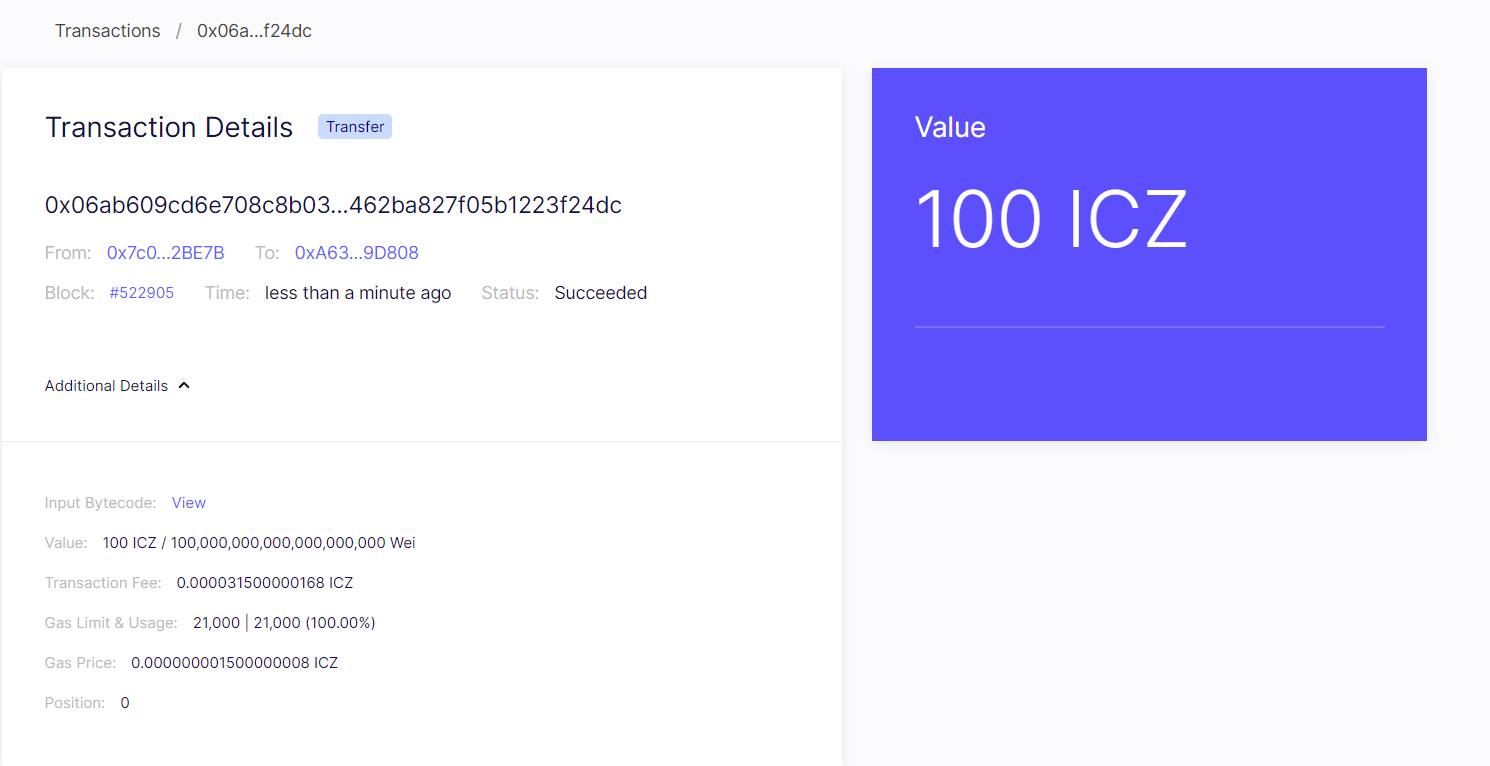 Transactions / 0x06a...f24dc
Transaction Details Transfer
0x06ab609cd6e708c8b03...462ba827f05b1223f24dc
From: 0x7c0...2BE7B To: 0xA63...9D808
Block: #522905 Time: less than a minute ago Status: Succeeded
Additional Details
Input Bytecode: View
Value: 100 ICZ / 100,000,000,000,000,000,000 Wei
Transaction Fee: 0.000031500000168 ICZ
Gas Limit & Usage: 21,000 | 21,000 (100.00%)
Gas Price: 0.000000001500000008 ICZ
Position: 0
Value
100 ICZ